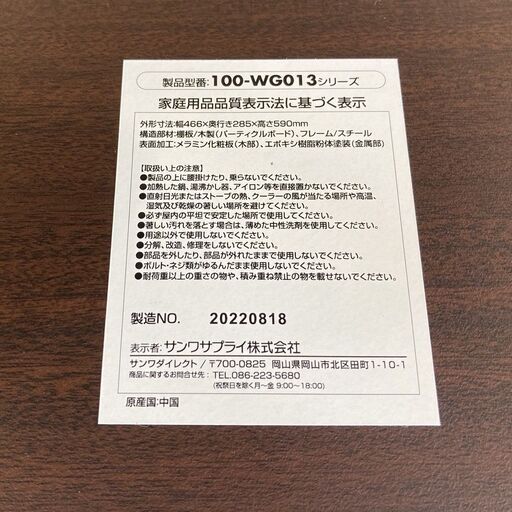 製品型番:100-WG013シリーズ
家庭用品品質表示法に基づく表示
外形寸法:幅466×奥行き285×高さ590mm
構造部材:棚板/木製(パーティクルボード)、フレーム/スチール
表面加工:メラミン化粧板(木部)、エポキシ樹脂粉体塗装(金属部)
【取扱い上の注意】
●製品の上に腰掛けたり、乗らないでください。
●加熱した鍋、湯沸かし器、アイロン等を直接置かないでください。
●直射日光またはストーブの熱、クーラーの風が当たる場所や高温、
湿気及び乾燥の著しい場所を避けてください。
●必ず屋内の平坦で安定した場所で使用してください。
●著しい汚れを落とす場合は、薄めた中性洗剤を使用してください。
●用途以外で使用しないでください。
●分解、改造、修理をしないでください。
●部品を外したり、部品が外れたままで使用しないでください。
●ボルト・ネジ類がゆるんだまま使用しないでください。
●耐荷重以上の重さの物や、積み重ね禁止の物を載せないでください。
製造NO. 20220818
表示者:サンワサプライ株式会社
サンワダイレクト/〒700-0825 岡山県岡山市北区田町1-10-1
商品に関するお問合せ先:TEL.086-223-5680
(祝祭日を除く月〜金 9:00〜18:00)
原産国:中国